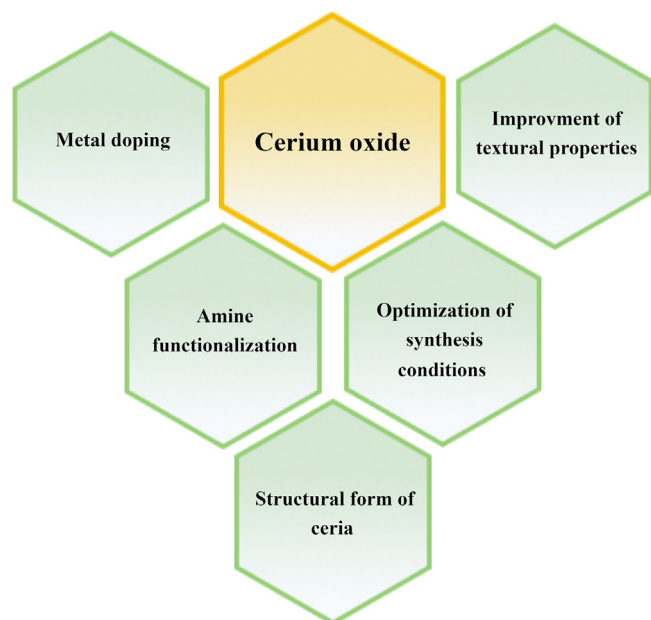 Metal doping
Cerium oxide
Improvment of
textural properties
Amine
functionalization
Optimization of
synthesis
conditions
Structural form of
ceria